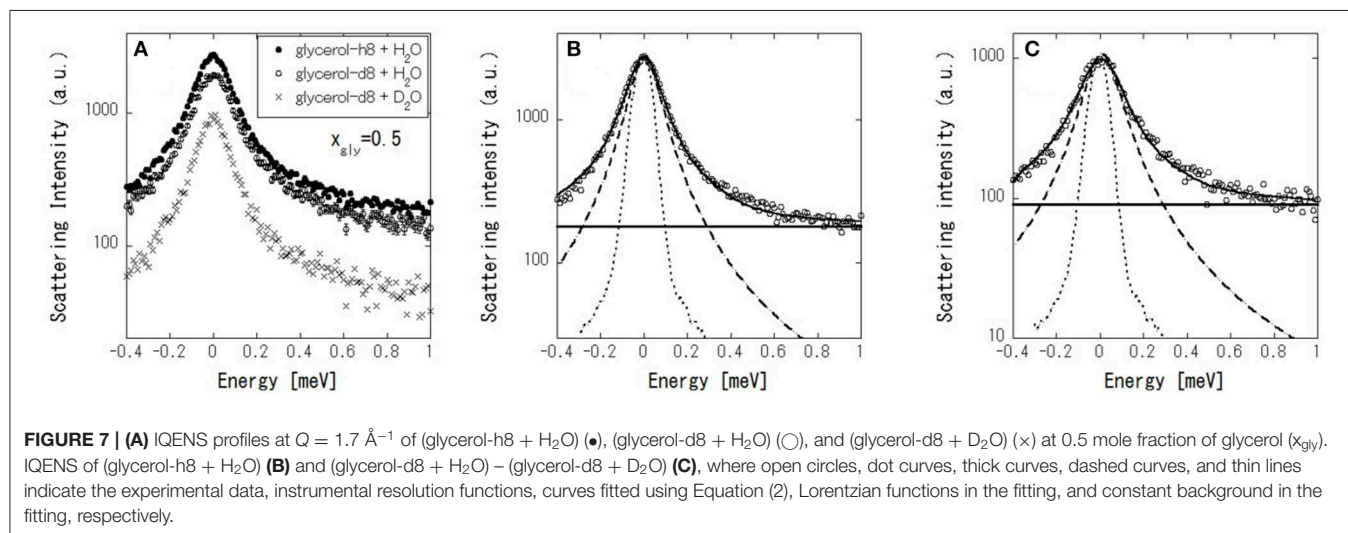 A
glycerol-h8 + H₂O
glycerol-d8 + H₂O
glycerol-d8 + D₂O
x_gly=0.5
Scattering Intensity (a.u.)
1000
100
-0.4 -0.2 0 0.2 0.4 0.6 0.8 1
Energy [meV]
B
Scattering Intensity (a.u.)
1000
100
-0.4 -0.2 0 0.2 0.4 0.6 0.8 1
Energy [meV]
C
Scattering Intensity (a.u.)
1000
100
10
-0.4 -0.2 0 0.2 0.4 0.6 0.8 1
Energy [meV]
FIGURE 7 | (A) IQENS profiles at Q = 1.7 Å⁻¹ of (glycerol-h8 + H₂O) (●), (glycerol-d8 + H₂O) (○), and (glycerol-d8 + D₂O) (×) at 0.5 mole fraction of glycerol (x_gly).
IQENS of (glycerol-h8 + H₂O) (B) and (glycerol-d8 + H₂O) – (glycerol-d8 + D₂O) (C), where open circles, dot curves, thick curves, dashed curves, and thin lines
indicate the experimental data, instrumental resolution functions, curves fitted using Equation (2), Lorentzian functions in the fitting, and constant background in the
fitting, respectively.